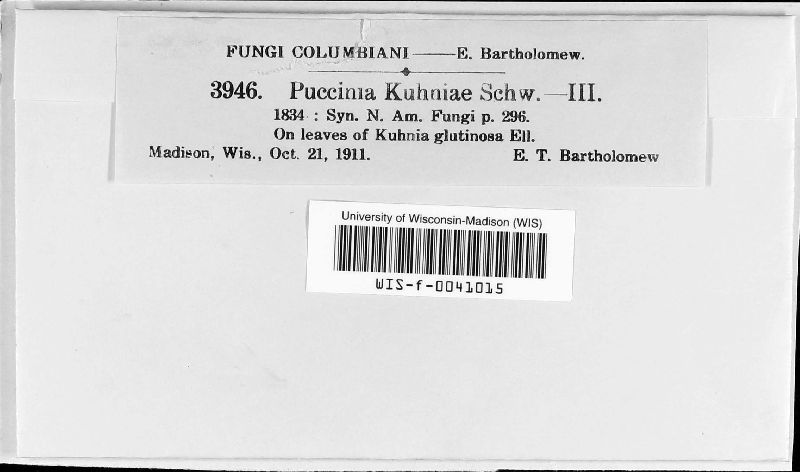 FUNGI COLUMBIANI — E. Bartholomew.
3946. Puccinia Kuhniae Schw.—III.
1834 : Syn. N. Am. Fungi p. 296.
On leaves of Kuhnia glutinosa Ell.
Madison, Wis., Oct. 21, 1911. E. T. Bartholomew
University of Wisconsin-Madison (WIS)
WIS-f-0041015